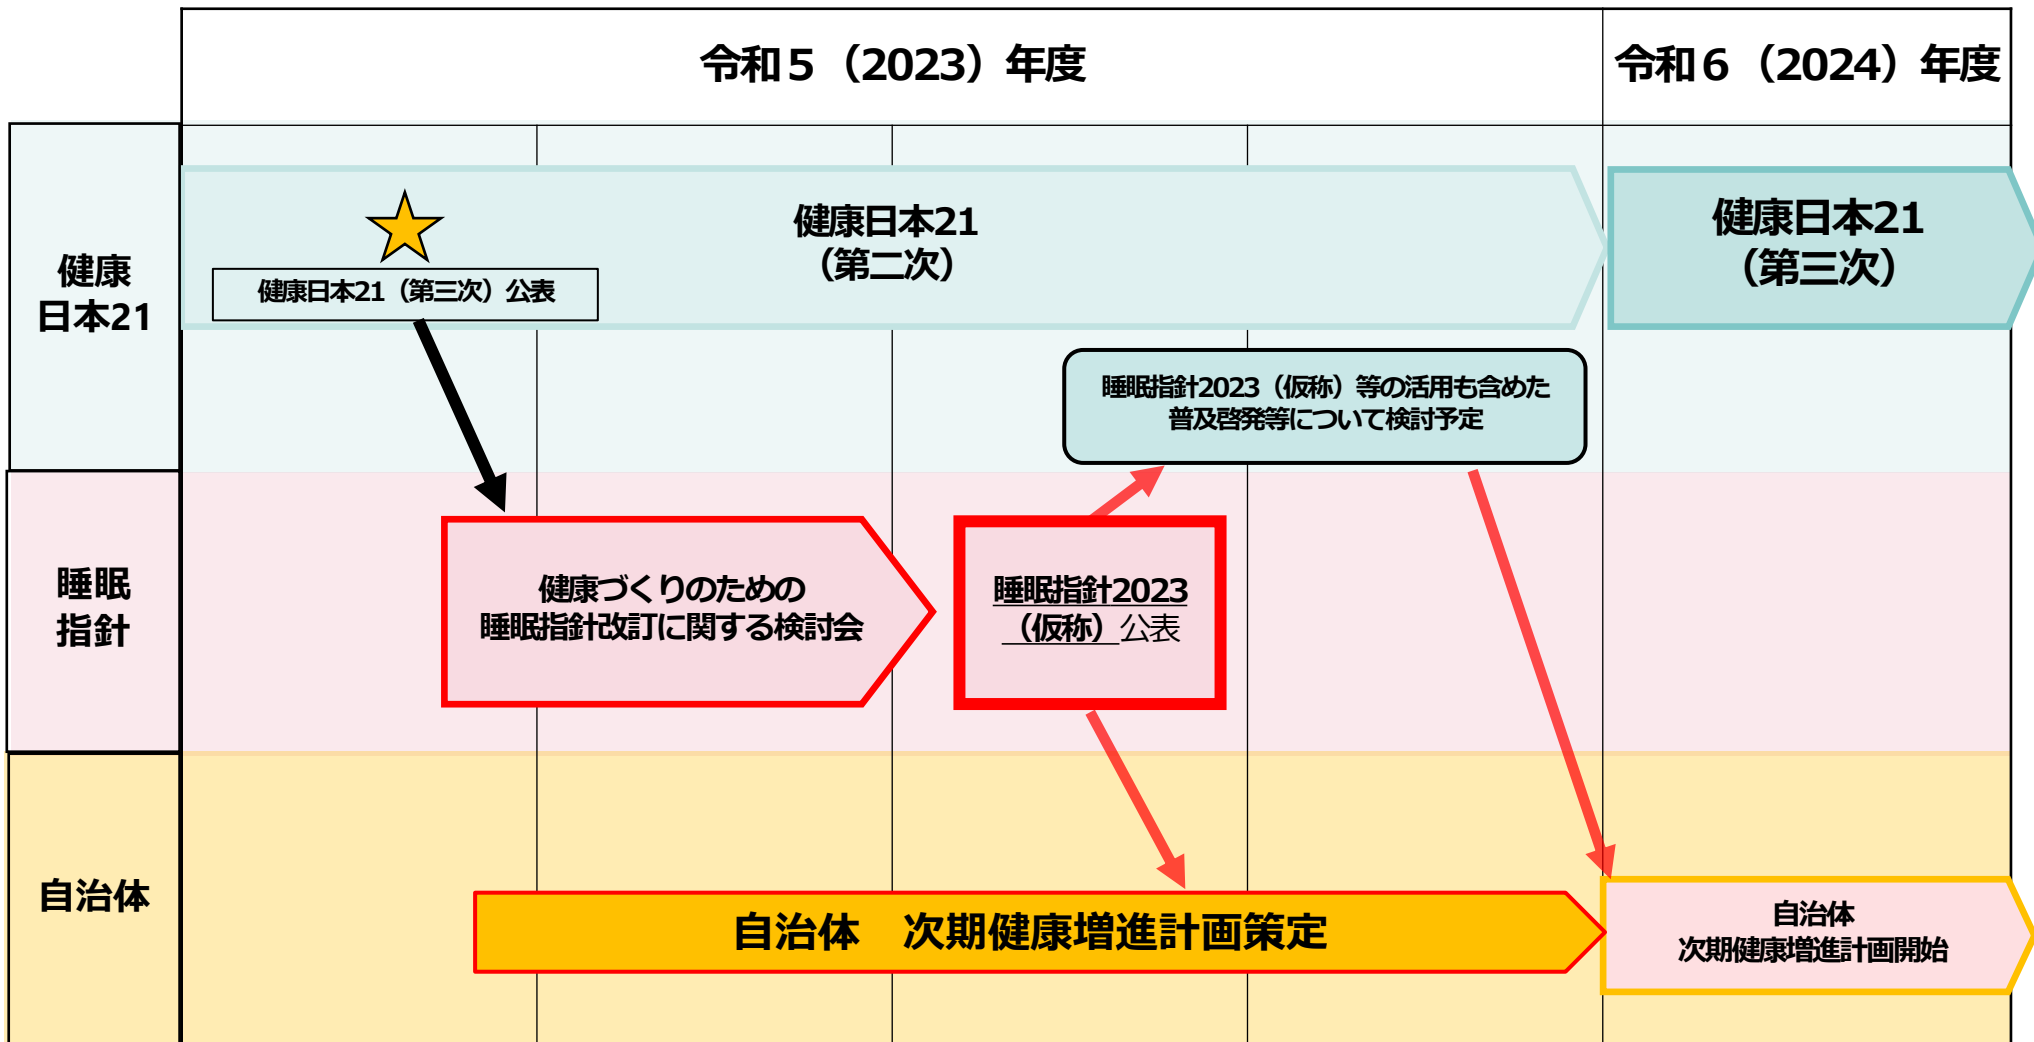 令和５（2023）年度
令和６（2024）年度
健康
日本21
健康日本21（第三次）公表
健康日本21
（第二次）
健康日本21
（第三次）
睡眠指針2023（仮称）等の活用も含めた
普及啓発等について検討予定
睡眠
指針
健康づくりのための
睡眠指針改訂に関する検討会
睡眠指針2023
（仮称）公表
自治体
自治体　次期健康増進計画策定
自治体
次期健康増進計画開始